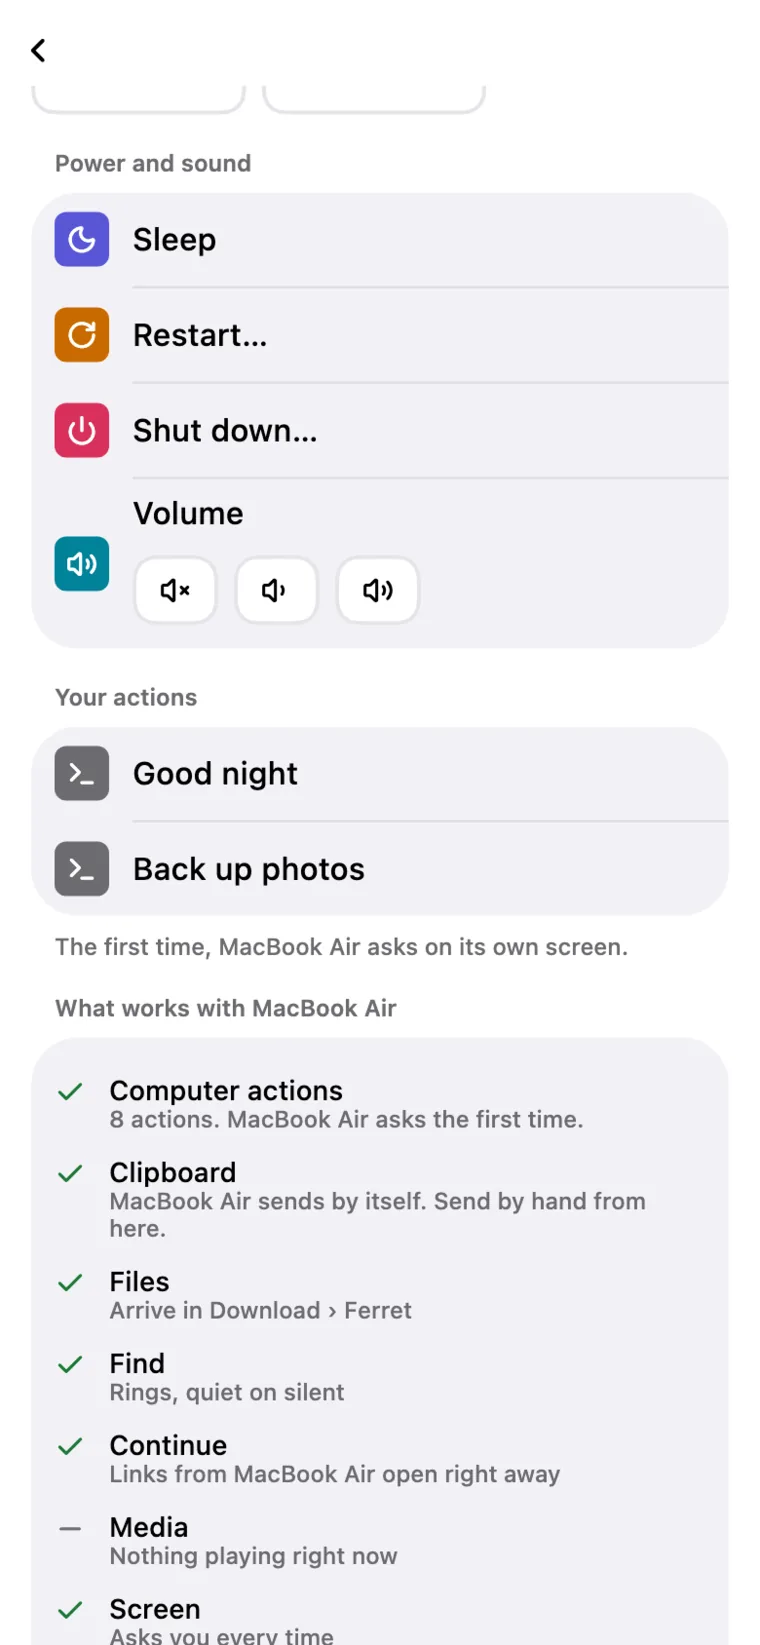 Power and sound
Sleep
Restart...
Shut down...
Volume
Your actions
Good night
Back up photos
The first time, MacBook Air asks on its own screen.
What works with MacBook Air
Computer actions
8 actions. MacBook Air asks the first time.
Clipboard
MacBook Air sends by itself. Send by hand from
here.
Files
Arrive in Download › Ferret
Find
Rings, quiet on silent
Continue
Links from MacBook Air open right away
Media
Nothing playing right now
Screen
Asks you every time